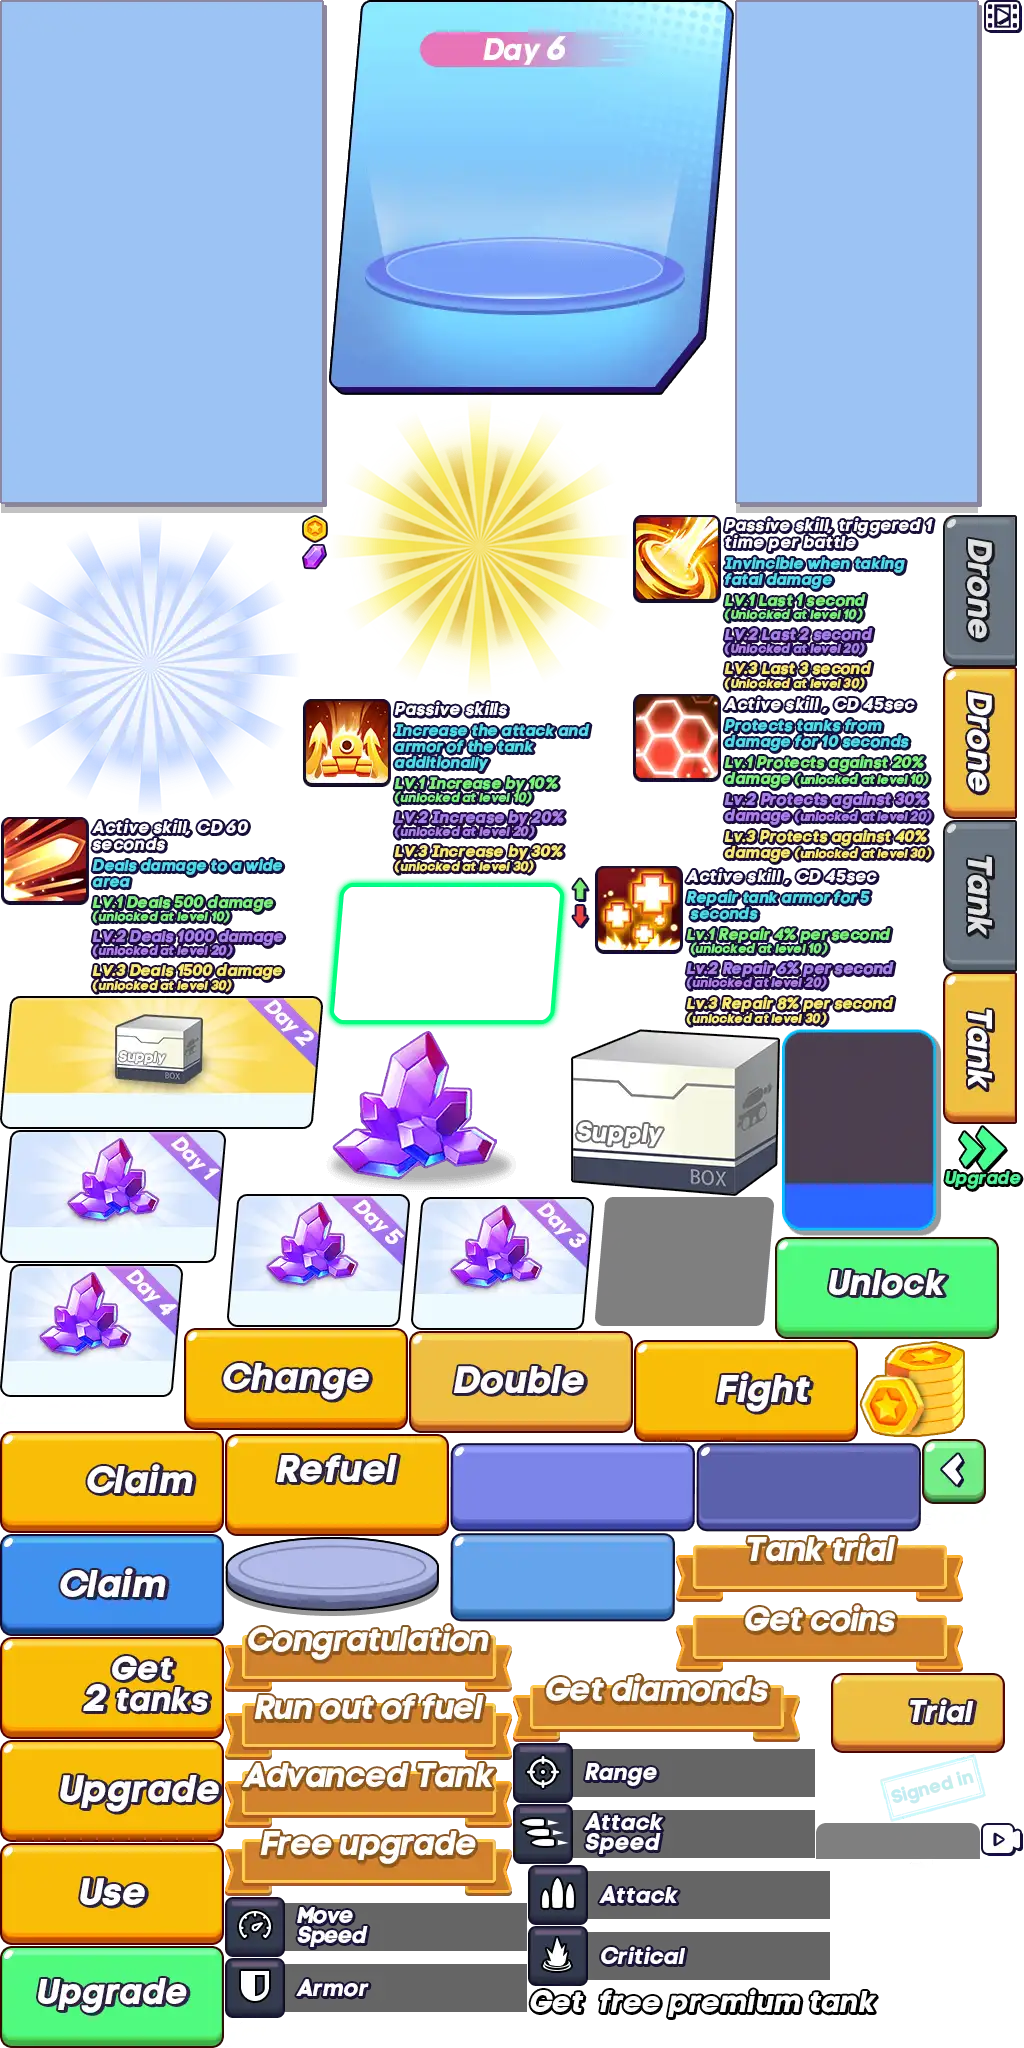 Day 6
Passive skill, triggered 1
time per battle
Invincible when taking
fatal damage
LV.1 Last 1 second
(Unlocked at level 10)
LV.2 Last 2 second
(Unlocked at level 20)
LV.3 Last 3 second
(Unlocked at level 30)
Drone
Drone
Tank
Tank
Passive skills
Increase the attack and
armor of the tank
additionally
LV.1 Increase by 10%
(unlocked at level 10)
LV.2 Increase by 20%
(unlocked at level 20)
LV.3 Increase by 30%
(unlocked at level 30)
Active skill , CD 45sec
Protects tanks from
damage for 10 seconds
Lv.1 Protects against 20%
damage (unlocked at level 10)
Lv.2 Protects against 30%
damage (unlocked at level 20)
Lv.3 Protects against 40%
damage (unlocked at level 30)
Active skill, CD 60
seconds
Deals damage to a wide
area
LV.1 Deals 500 damage
(unlocked at level 10)
LV.2 Deals 1000 damage
(unlocked at level 20)
LV.3 Deals 1500 damage
(unlocked at level 30)
Active skill , CD 45sec
Repair tank armor for 5
seconds
Lv.1 Repair 4% per second
(unlocked at level 10)
Lv.2 Repair 6% per second
(unlocked at level 20)
Lv.3 Repair 8% per second
(unlocked at level 30)
Day 2
Supply
BOX
Supply
BOX
Upgrade
Day 1
Day 5
Day 3
Day 4
Unlock
Change
Double
Fight
Claim
Refuel
Claim
Tank trial
Get coins
Get
2 tanks
Congratulation
Run out of fuel
Get diamonds
Trial
Upgrade
Advanced Tank
Range
Signed in
Attack
Speed
Free upgrade
Use
Move
Speed
Attack
Critical
Upgrade
Armor
Get free premium tank